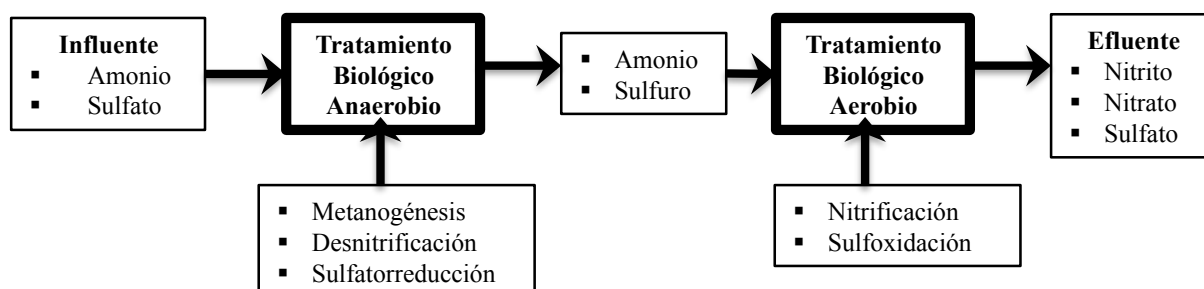 Influente
▪ Amonio
▪ Sulfato
Tratamiento
Biológico
Anaerobio
▪ Amonio
▪ Sulfuro
Tratamiento
Biológico
Aerobio
Efluente
▪ Nitrito
▪ Nitrato
▪ Sulfato
▪ Metanogénesis
▪ Desnitrificación
▪ Sulfatorreducción
▪ Nitrificación
▪ Sulfoxidación